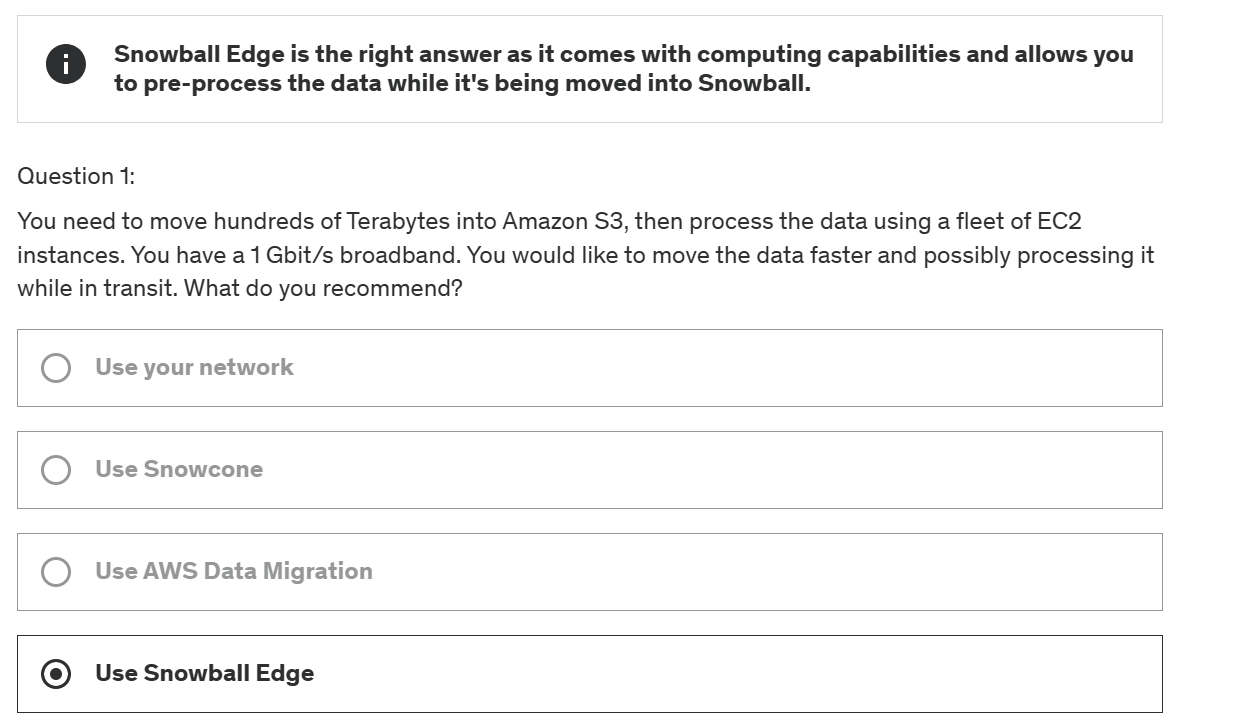 Snowball Edge is the right answer as it comes with computing capabilities and allows you
to pre-process the data while it's being moved into Snowball.
Question 1:
You need to move hundreds of Terabytes into Amazon S3, then process the data using a fleet of EC2
instances. You have a 1 Gbit/s broadband. You would like to move the data faster and possibly processing it
while in transit. What do you recommend?
Use your network
Use Snowcone
Use AWS Data Migration
Use Snowball Edge